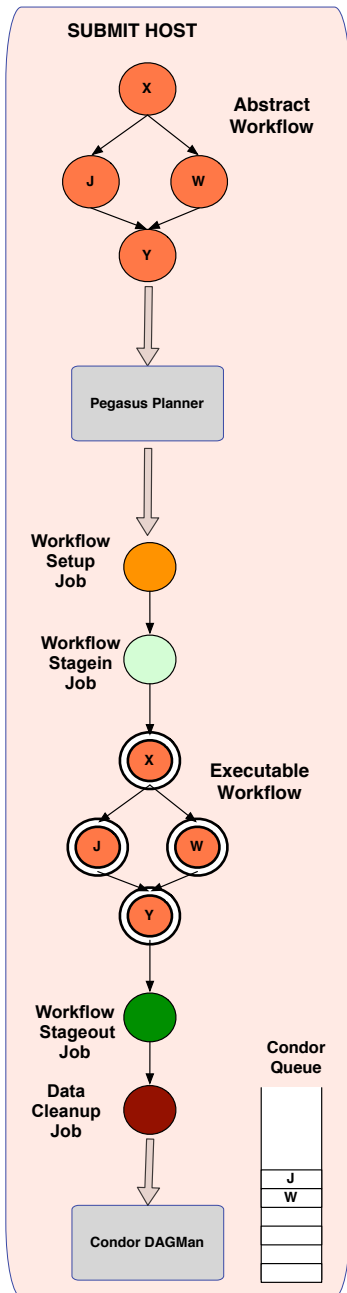 SUBMIT HOST
X
Abstract
Workflow
J
W
Y
Pegasus Planner
Workflow
Setup
Job
Workflow
Stagein
Job
X
Executable
Workflow
J
W
Y
Workflow
Stageout
Job
Data
Cleanup
Job
Condor
Queue
J
W
Condor DAGMan